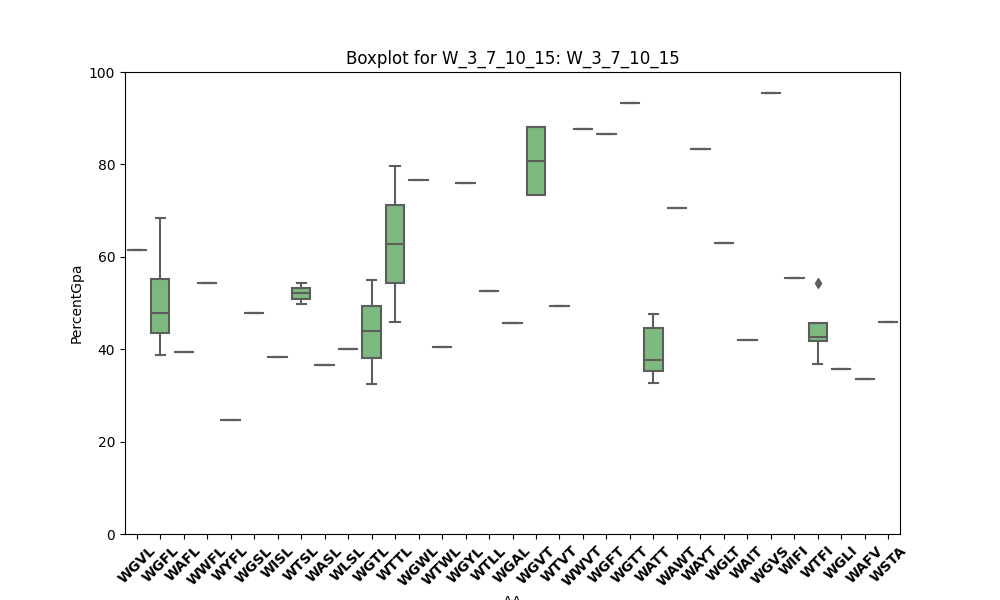 Boxplot for W_3_7_10_15: W_3_7_10_15
PercentGpa
100
80
60
40
20
0
WGVL WGFL WAFL WWFL WYFL WGSL WISL WTSL WASL WLSL WGTL WTTL WGWL WTWL WGYL WTLL WGAL WGVT WTVT WWVT WGFT WGTT WATT WAWT WAYT WGLT WAIT WGVS WIFI WTFI WGLI WAFV WSTA
AA